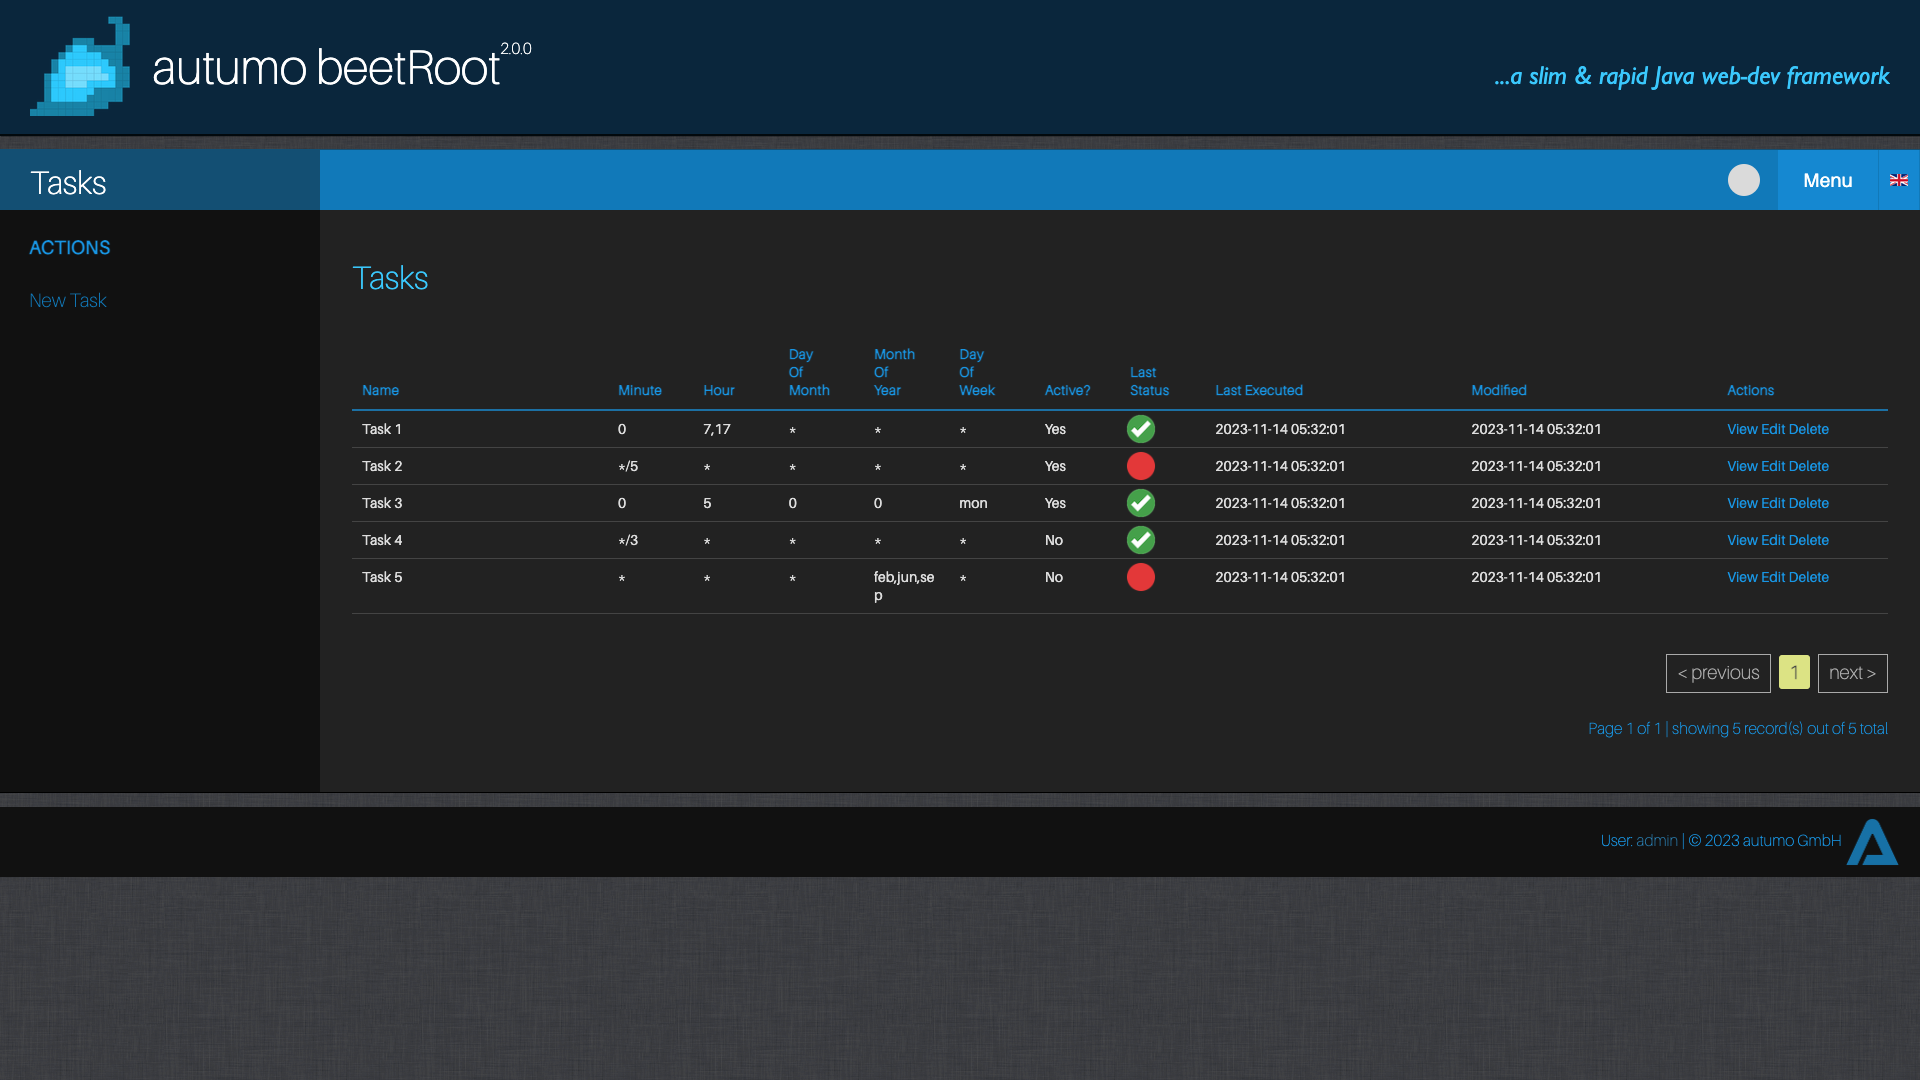 autumo beetRoot 2.0.0
...a slim & rapid Java web-dev framework
Tasks
Menu
ACTIONS
New Task
Tasks
Name Minute Hour Day Of Month Month Of Year Day Of Week Active? Last Status Last Executed Modified Actions
Task 1 0 7,17 * * * Yes 2023-11-14 05:32:01 2023-11-14 05:32:01 View Edit Delete
Task 2 */5 * * * * Yes 2023-11-14 05:32:01 2023-11-14 05:32:01 View Edit Delete
Task 3 0 5 0 0 mon Yes 2023-11-14 05:32:01 2023-11-14 05:32:01 View Edit Delete
Task 4 */3 * * * * No 2023-11-14 05:32:01 2023-11-14 05:32:01 View Edit Delete
Task 5 * * * feb,jun,sep * No 2023-11-14 05:32:01 2023-11-14 05:32:01 View Edit Delete
< previous 1 next >
Page 1 of 1 | showing 5 record(s) out of 5 total
User: admin | © 2023 autumo GmbH